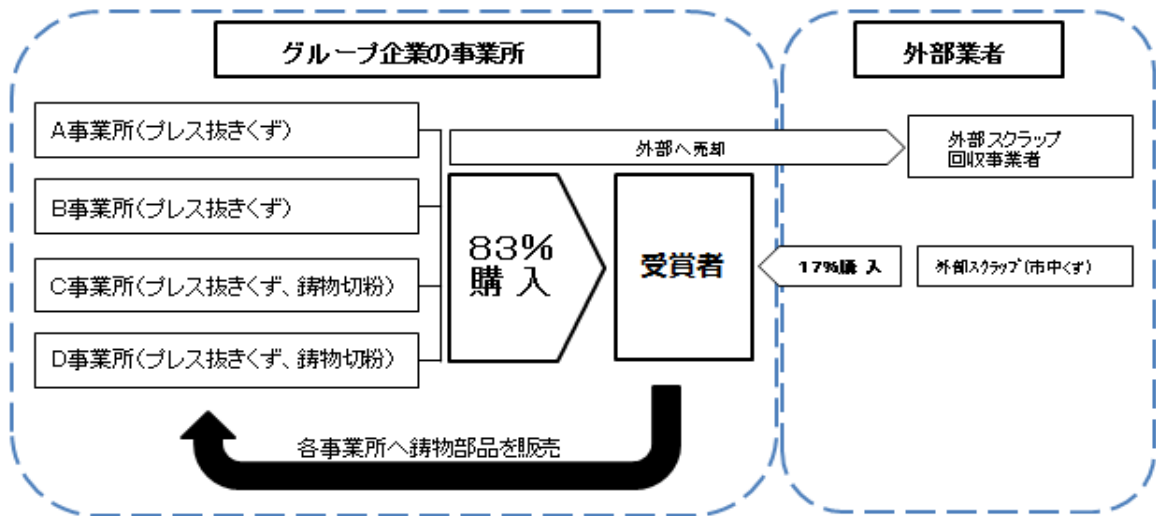 グループ企業の事業所
外部業者
A事業所(プレス抜きくず)
B事業所(プレス抜きくず)
C事業所(プレス抜きくず、鋳物切粉)
D事業所(プレス抜きくず、鋳物切粉)
外部へ売却
外部スクラップ
回収事業者
83%
購 入
受賞者
17%購 入
外部スクラップ(市中くず)
各事業所へ鋳物部品を販売